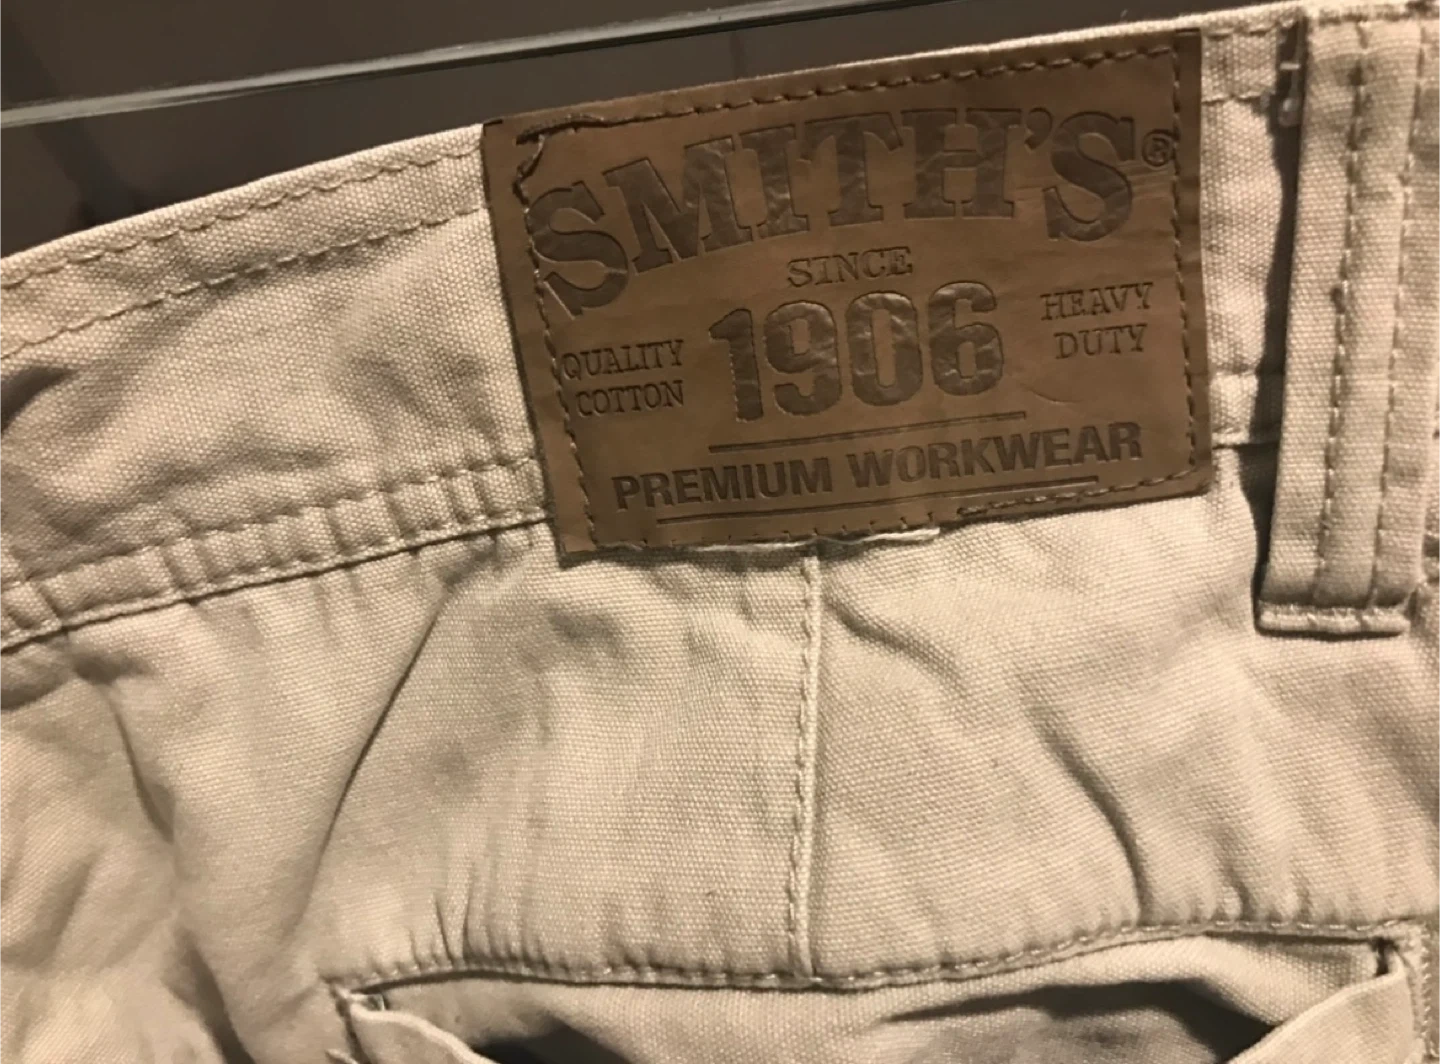 SMITH'S®
SINCE
1906
QUALITY
COTTON
HEAVY
DUTY
PREMIUM WORKWEAR